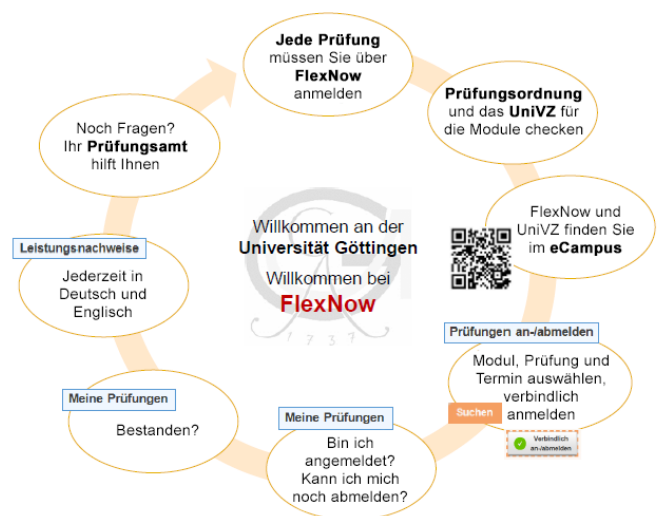 Jede Prüfung
müssen Sie über
FlexNow
anmelden
Prüfungsordnung
und das UniVZ für
die Module checken
FlexNow und
UniVZ finden Sie
im eCampus
Prüfungen an-/abmelden
Modul, Prüfung und
Termin auswählen,
verbindlich
anmelden
Suchen
Verbindlich
an-/abmelden
Meine Prüfungen
Bin ich
angemeldet?
Kann ich mich
noch abmelden?
Meine Prüfungen
Bestanden?
Leistungsnachweise
Jederzeit in
Deutsch und
Englisch
Noch Fragen?
Ihr Prüfungsamt
hilft Ihnen
Willkommen an der
Universität Göttingen
Willkommen bei
FlexNow
1737